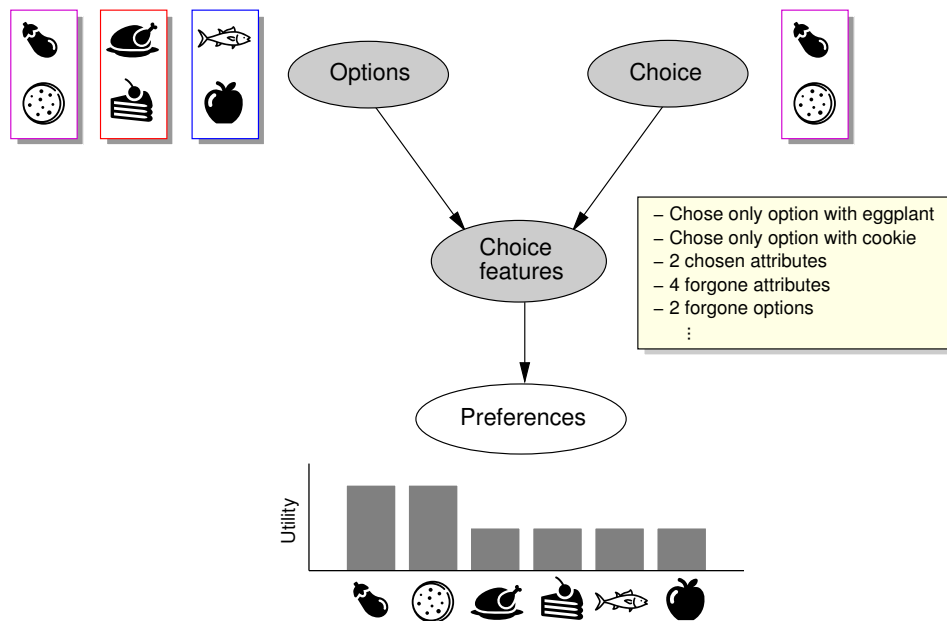 Options
Choice
Choice
features
– Chose only option with eggplant
– Chose only option with cookie
– 2 chosen attributes
– 4 forgone attributes
– 2 forgone options
⋮
Preferences
Utility